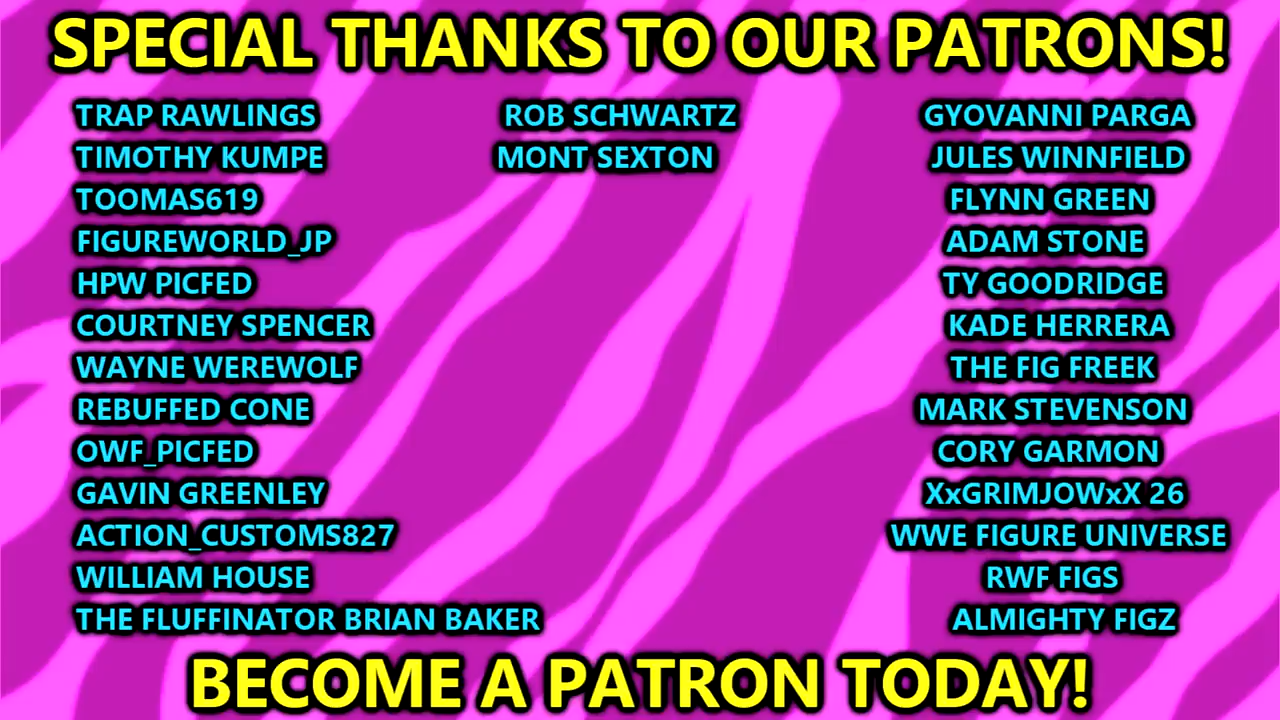 SPECIAL THANKS TO OUR PATRONS!
TRAP RAWLINGS
TIMOTHY KUMPE
TOOMAS619
FIGUREWORLD_JP
HPW PICFED
COURTNEY SPENCER
WAYNE WEREWOLF
REBUFFED CONE
OWF_PICFED
GAVIN GREENLEY
ACTION_CUSTOMS827
WILLIAM HOUSE
THE FLUFFINATOR BRIAN BAKER
ROB SCHWARTZ
MONT SEXTON
GYOVANNI PARGA
JULES WINNFIELD
FLYNN GREEN
ADAM STONE
TY GOODRIDGE
KADE HERRERA
THE FIG FREEK
MARK STEVENSON
CORY GARMON
XxGRIMJOWxX 26
WWE FIGURE UNIVERSE
RWF FIGS
ALMIGHTY FIGZ
BECOME A PATRON TODAY!